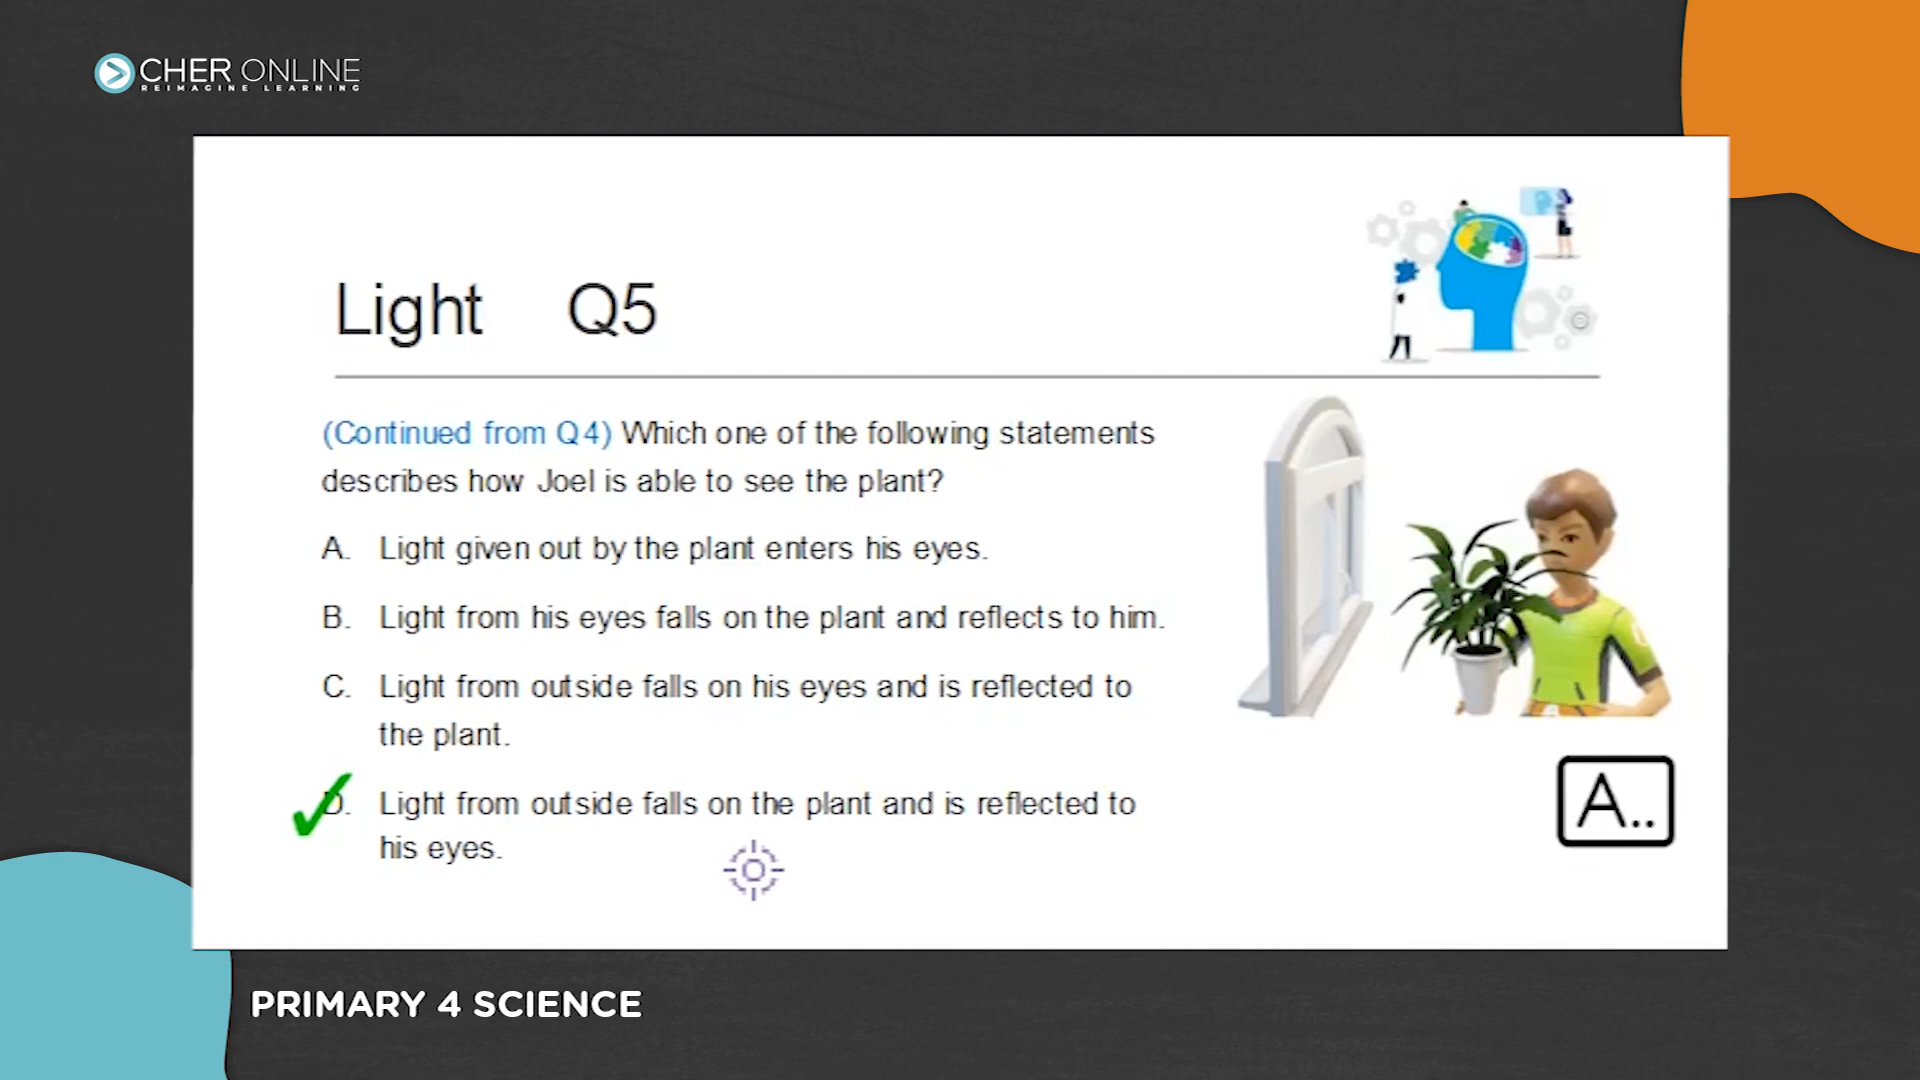 CHER ONLINE
REIMAGINE LEARNING
Light Q5
(Continued from Q4) Which one of the following statements
describes how Joel is able to see the plant?
A. Light given out by the plant enters his eyes.
B. Light from his eyes falls on the plant and reflects to him.
C. Light from outside falls on his eyes and is reflected to
the plant.
D. Light from outside falls on the plant and is reflected to
his eyes.
A..
PRIMARY 4 SCIENCE